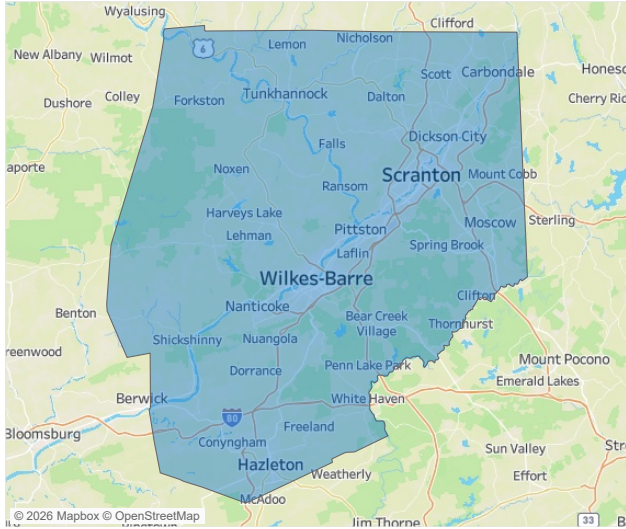 Wyalusing
Clifford
Nicholson
Lemon
6
New Albany
Wilmot
Scott
Carbondale
Colley
Tunkhannock
Dalton
Forkston
Dushore
Cherry Rid
Dickson City
Falls
Noxen
Scranton
Mount Cobb
Ransom
Harveys Lake
Sterling
Moscow
Pittston
Lehman
Spring Brook
Laflin
Wilkes-Barre
Clifton
Nanticoke
Benton
Bear Creek
Village
Thornhurst
Shickshinny
Nuangola
reenwood
Mount Pocono
Penn Lake Park
Dorrance
Emerald Lakes
Berwick
White Haven
80
Freeland
Bloomsburg
Conyngham
Sun Valley
Str
Hazleton
Weatherly
Effort
McAdoo
© 2026 Mapbox © OpenStreetMap
33
Jim Thorpe